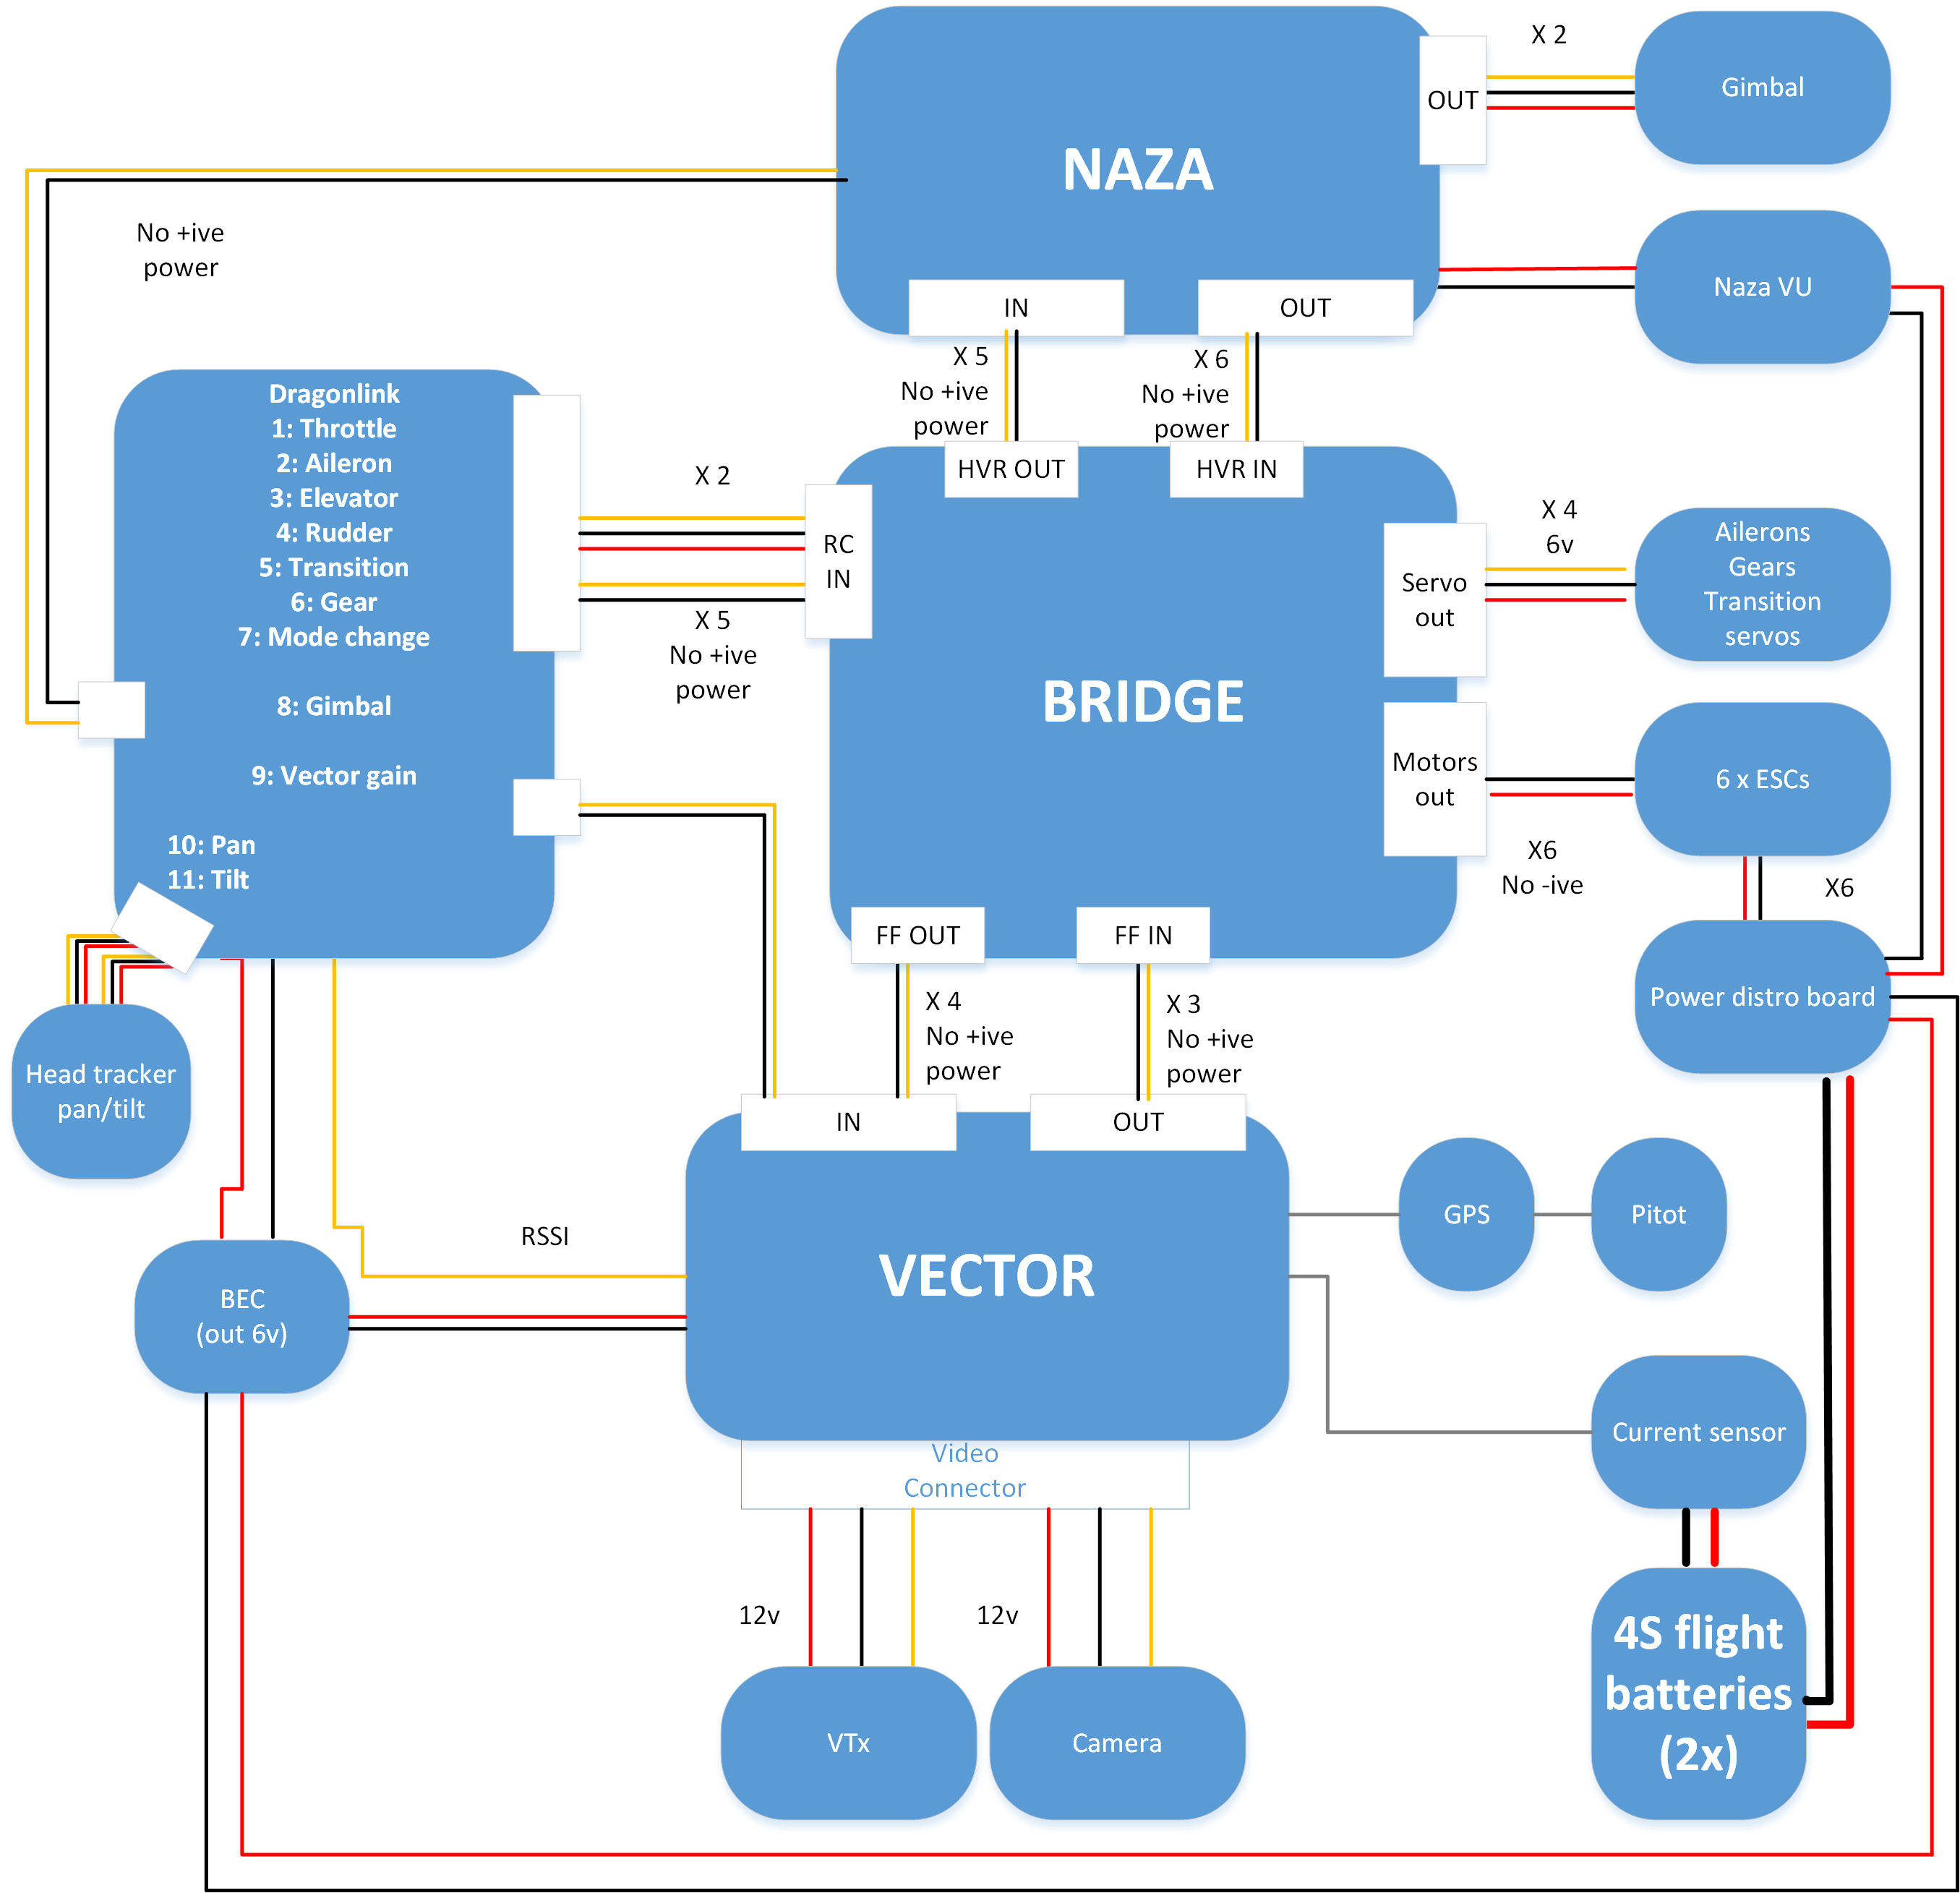 X 2
OUT
Gimbal
NAZA
No +ive
power
Naza VU
IN
OUT
X 5
No +ive
power
X 6
No +ive
power
Dragonlink
1: Throttle
2: Aileron
3: Elevator
4: Rudder
5: Transition
6: Gear
7: Mode change
8: Gimbal
9: Vector gain
10: Pan
11: Tilt
X 2
X 5
No +ive
power
RC
IN
HVR OUT
HVR IN
BRIDGE
Servo
out
X 4
6v
Ailerons
Gears
Transition
servos
Motors
out
6 x ESCs
X6
No -ive
X6
FF OUT
FF IN
Power distro board
X 4
No +ive
power
X 3
No +ive
power
Head tracker
pan/tilt
IN
OUT
VECTOR
GPS
Pitot
RSSI
BEC
(out 6v)
Current sensor
Video
Connector
12v
12v
VTx
Camera
4S flight
batteries
(2x)